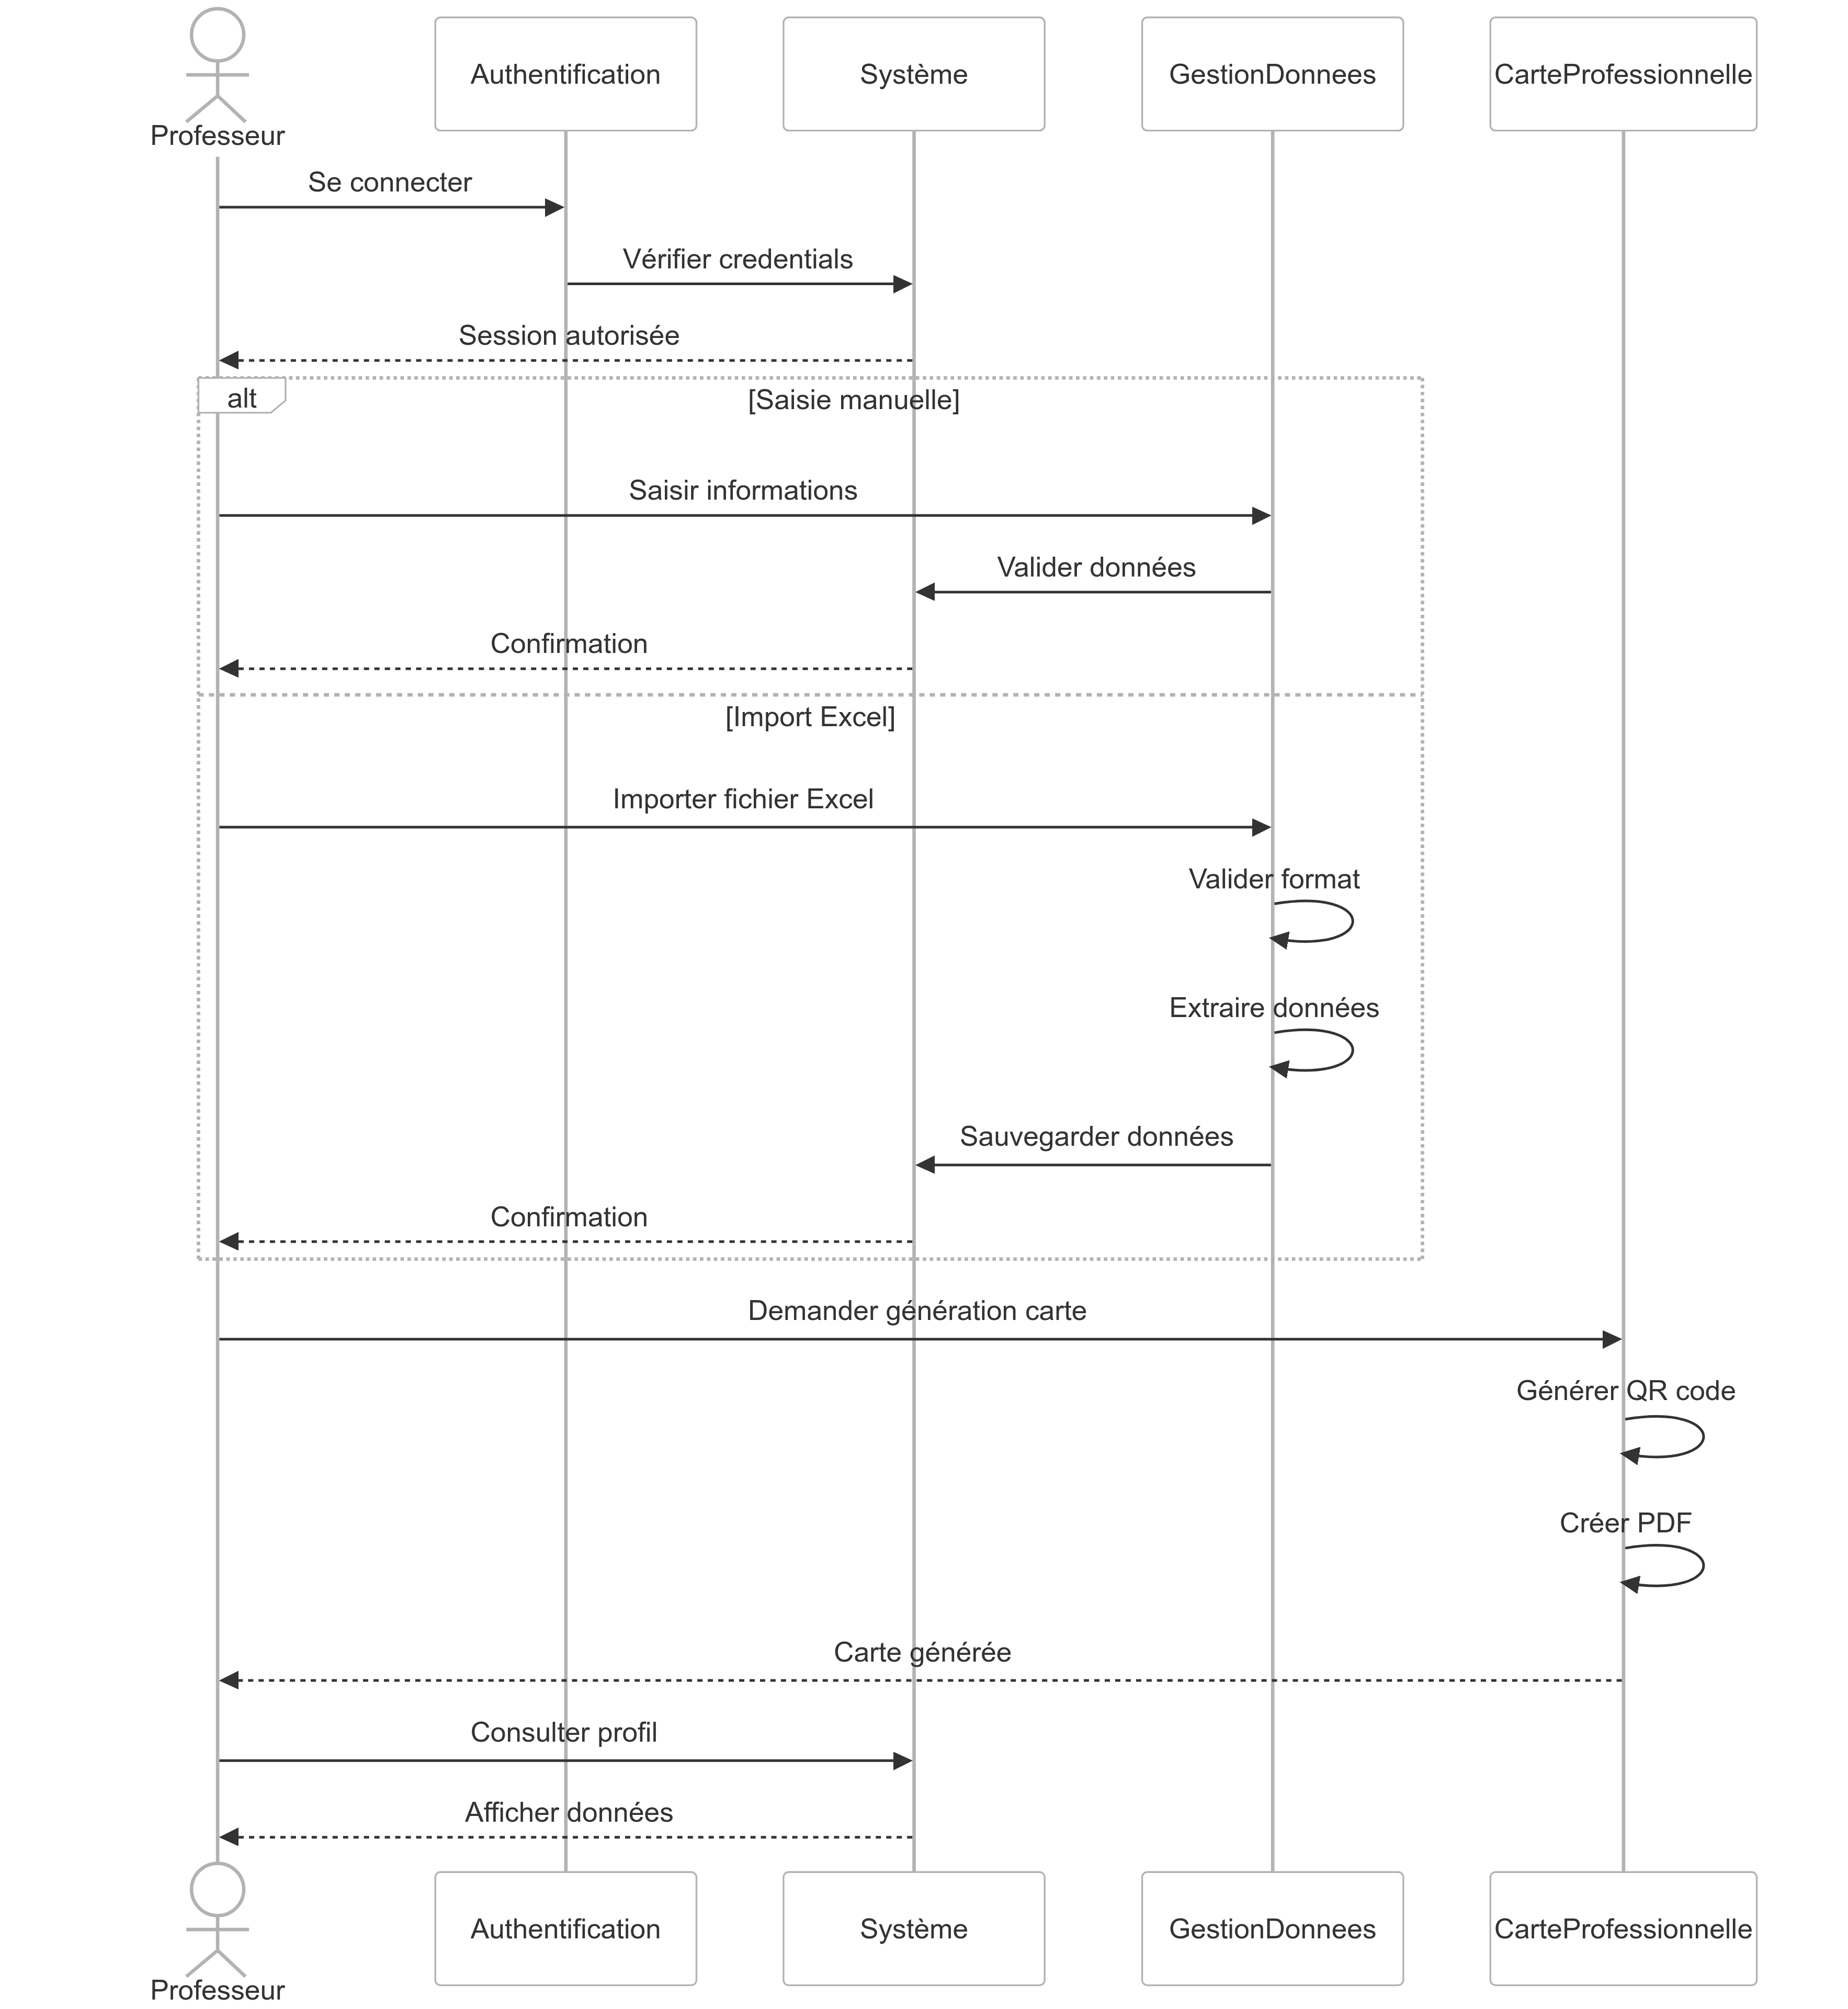 Professeur
Authentification
Système
GestionDonnees
CarteProfessionnelle
Se connecter
Vérifier credentials
Session autorisée
alt
[Saisie manuelle]
Saisir informations
Valider données
Confirmation
[Import Excel]
Importer fichier Excel
Valider format
Extraire données
Sauvegarder données
Confirmation
Demander génération carte
Générer QR code
Créer PDF
Carte générée
Consulter profil
Afficher données
Professeur
Authentification
Système
GestionDonnees
CarteProfessionnelle